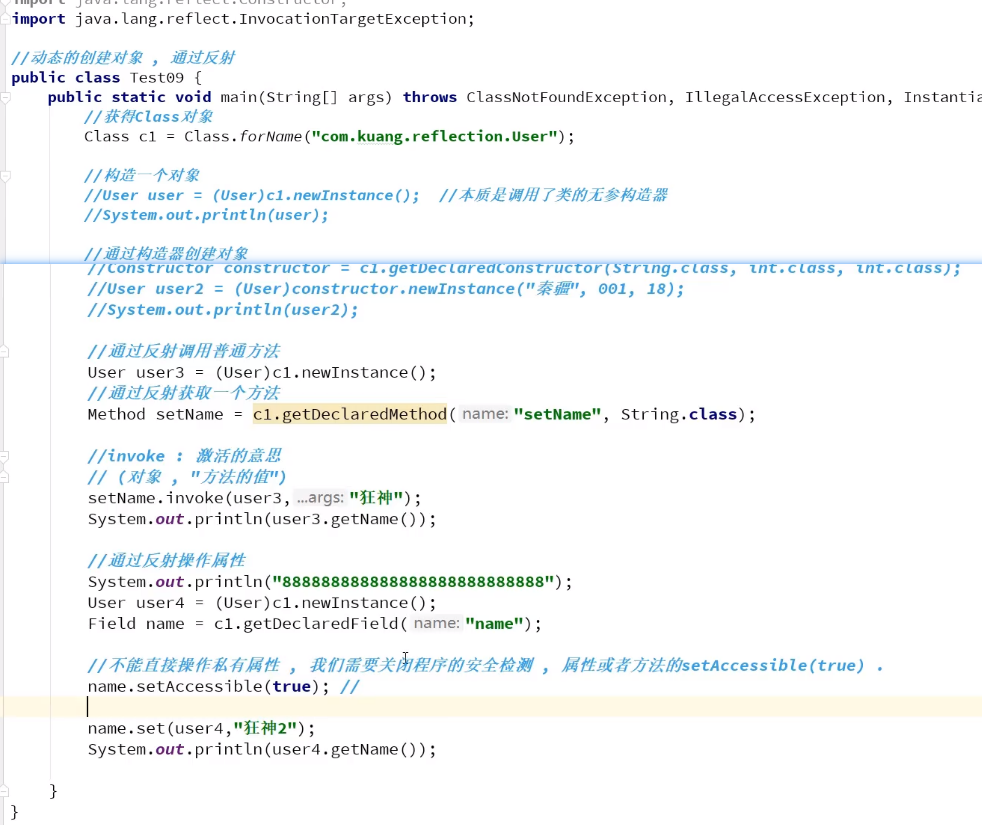 import java.lang.reflect.Constructor;
import java.lang.reflect.InvocationTargetException;
//动态的创建对象 , 通过反射
public class Test09 {
public static void main(String[] args) throws ClassNotFoundException, IllegalAccessException, Instantia
//获得Class对象
Class c1 = Class.forName("com.kuang.reflection.User");
//构造一个对象
//User user = (User)c1.newInstance(); //本质是调用了类的无参构造器
//System.out.println(user);
//通过构造器创建对象
//Constructor constructor = c1.getDeclaredConstructor(String.class, int.class, int.class);
//User user2 = (User)constructor.newInstance("秦疆", 001, 18);
//System.out.println(user2);
//通过反射调用普通方法
User user3 = (User)c1.newInstance();
//通过反射获取一个方法
Method setName = c1.getDeclaredMethod( name: "setName", String.class);
//invoke : 激活的意思
// (对象 , "方法的值")
setName.invoke(user3, ...args: "狂神");
System.out.println(user3.getName());
//通过反射操作属性
System.out.println("888888888888888888888888888");
User user4 = (User)c1.newInstance();
Field name = c1.getDeclaredField( name: "name");
//不能直接操作私有属性 , 我们需要关闭程序的安全检测 , 属性或者方法的setAccessible(true) .
name.setAccessible(true); //
name.set(user4,"狂神2");
System.out.println(user4.getName());
}
}